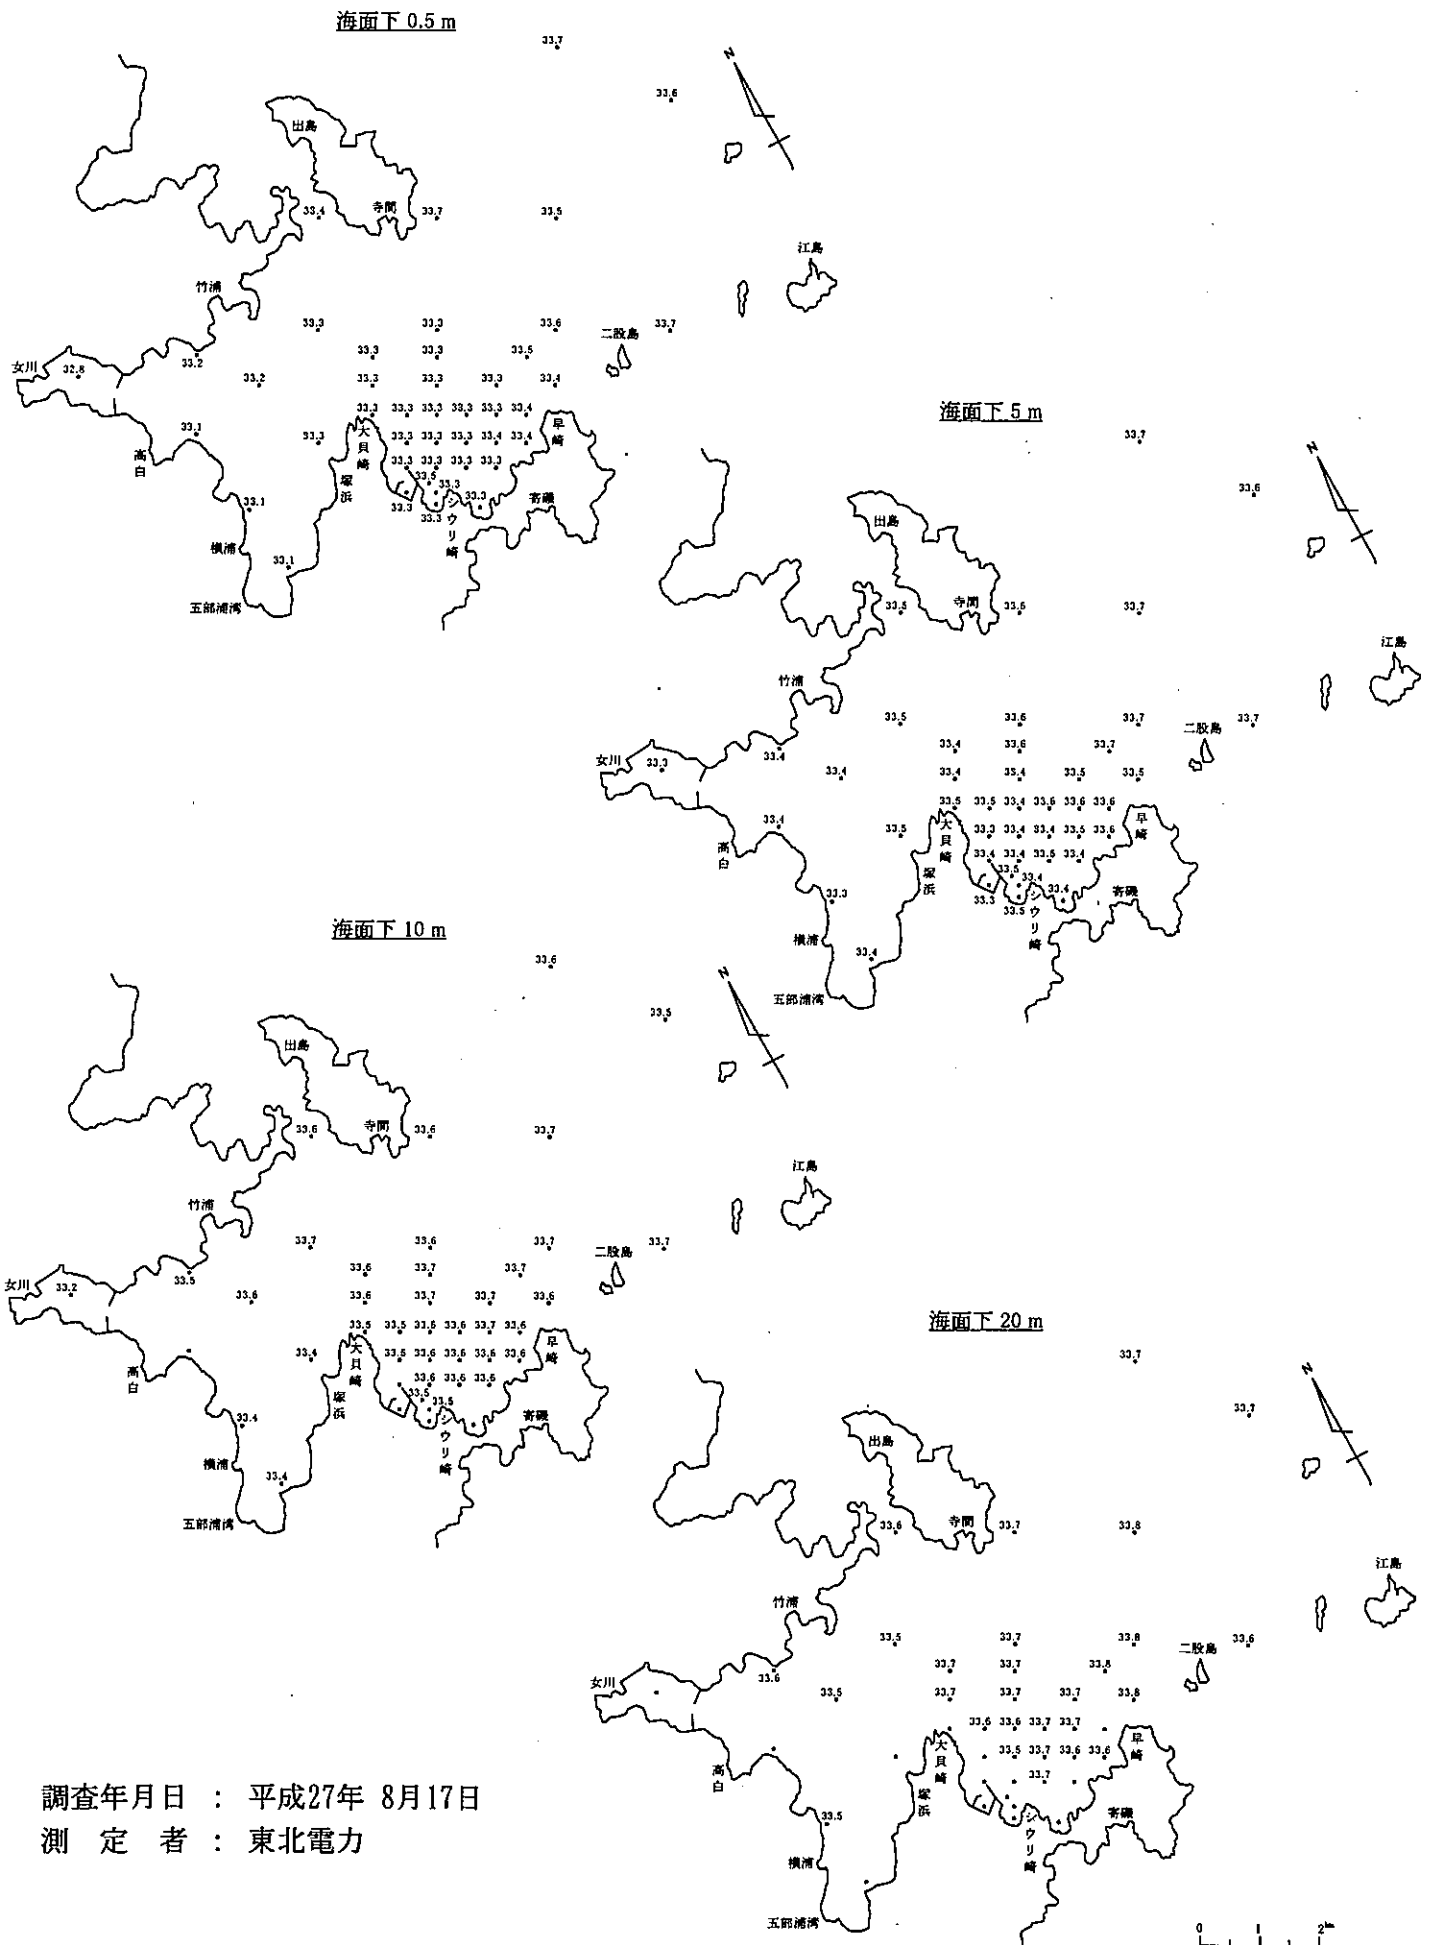 海面下 0.5 m
33.7
33.6
N
出島
寺間
33.4 33.7 33.5
江島
竹浦
33.3 33.3 33.6 二股島 33.7
33.2 33.3 33.3 33.5
女川 32.8 33.2 33.3 33.3 33.3 33.4
33.3 33.3 33.3 33.3 33.3 33.4
33.1 33.3 33.3 33.3 33.3 33.4 33.4
高白
大貝崎
早崎
33.3 33.3 33.3 33.3
塚浜
33.5 33.3
33.1 33.3 33.3 33.3
寄磯
シウリ崎
横浦
33.1
五部浦湾
海面下 5 m
33.7
33.6
N
出島
寺間
33.5 33.6 33.7
江島
竹浦
33.5 33.6 33.7 二股島 33.7
33.4 33.4 33.6 33.7
女川 33.3 33.4 33.4 33.4 33.5 33.5
33.5 33.5 33.4 33.6 33.6 33.6
33.4 33.5 33.3 33.4 33.4 33.5 33.6
高白
大貝崎
早崎
33.4 33.4 33.5 33.4
塚浜
33.5 33.4
33.3 33.3 33.5 33.4
寄磯
シウリ崎
横浦
33.4
五部浦湾
海面下 10 m
33.6
33.5
N
出島
寺間
33.6 33.6 33.7
江島
竹浦
33.7 33.6 33.7 二股島 33.7
33.5 33.6 33.7 33.7
女川 33.2 33.6 33.6 33.7 33.7 33.6
33.5 33.5 33.6 33.6 33.7 33.6
33.4 33.6 33.6 33.6 33.6 33.6
高白
大貝崎
早崎
33.6 33.6 33.6
塚浜
33.5 33.5
33.4
寄磯
シウリ崎
横浦
33.4
五部浦湾
海面下 20 m
33.7
33.7
N
出島
寺間
33.6 33.7 33.8
江島
竹浦
33.5 33.7 33.8 二股島 33.6
33.6 33.7 33.7 33.8
女川 33.5 33.7 33.7 33.7 33.8
33.6 33.6 33.7 33.7
33.5 33.7 33.6 33.6
高白
大貝崎
早崎
33.7
塚浜
33.5
寄磯
シウリ崎
横浦
五部浦湾
調査年月日 : 平成27年 8月17日
測 定 者 : 東北電力
0 1 2km